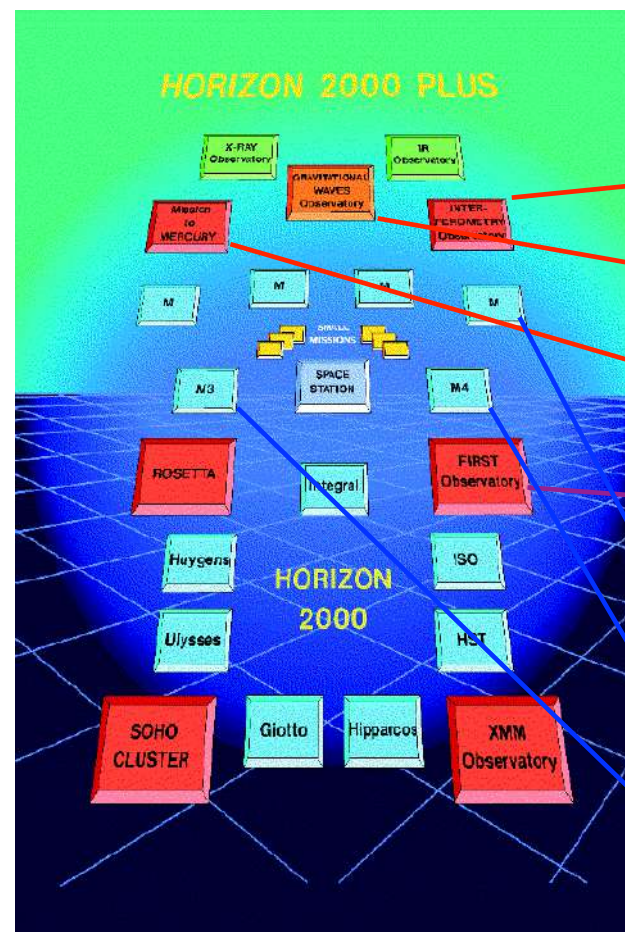 HORIZON 2000 PLUS
X-RAY
Observatory
IR
Observatory
GRAVITATIONAL
WAVES
Observatory
Mission
to
MERCURY
INTER-
FEROMETRY
Observatory
M
M
M
M
SMALL
MISSIONS
M3
SPACE
STATION
M4
ROSETTA
Integral
FIRST
Observatory
Huygens
ISO
HORIZON
2000
Ulysses
HST
SOHO
CLUSTER
Giotto
Hipparcos
XMM
Observatory